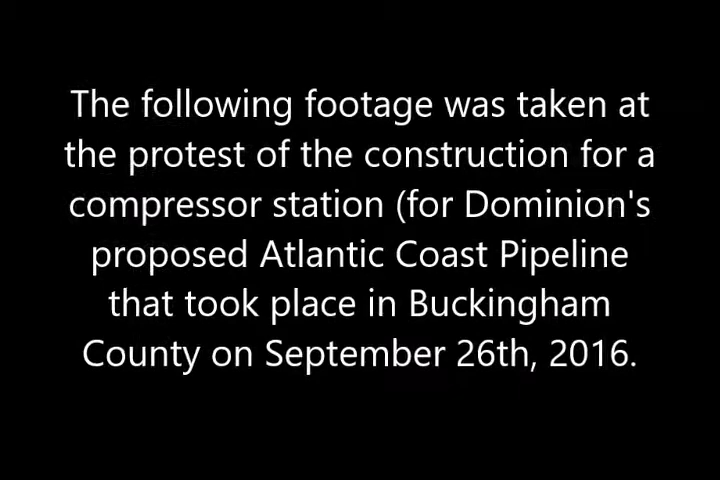 The following footage was taken at
the protest of the construction for a
compressor station (for Dominion's
proposed Atlantic Coast Pipeline
that took place in Buckingham
County on September 26th, 2016.